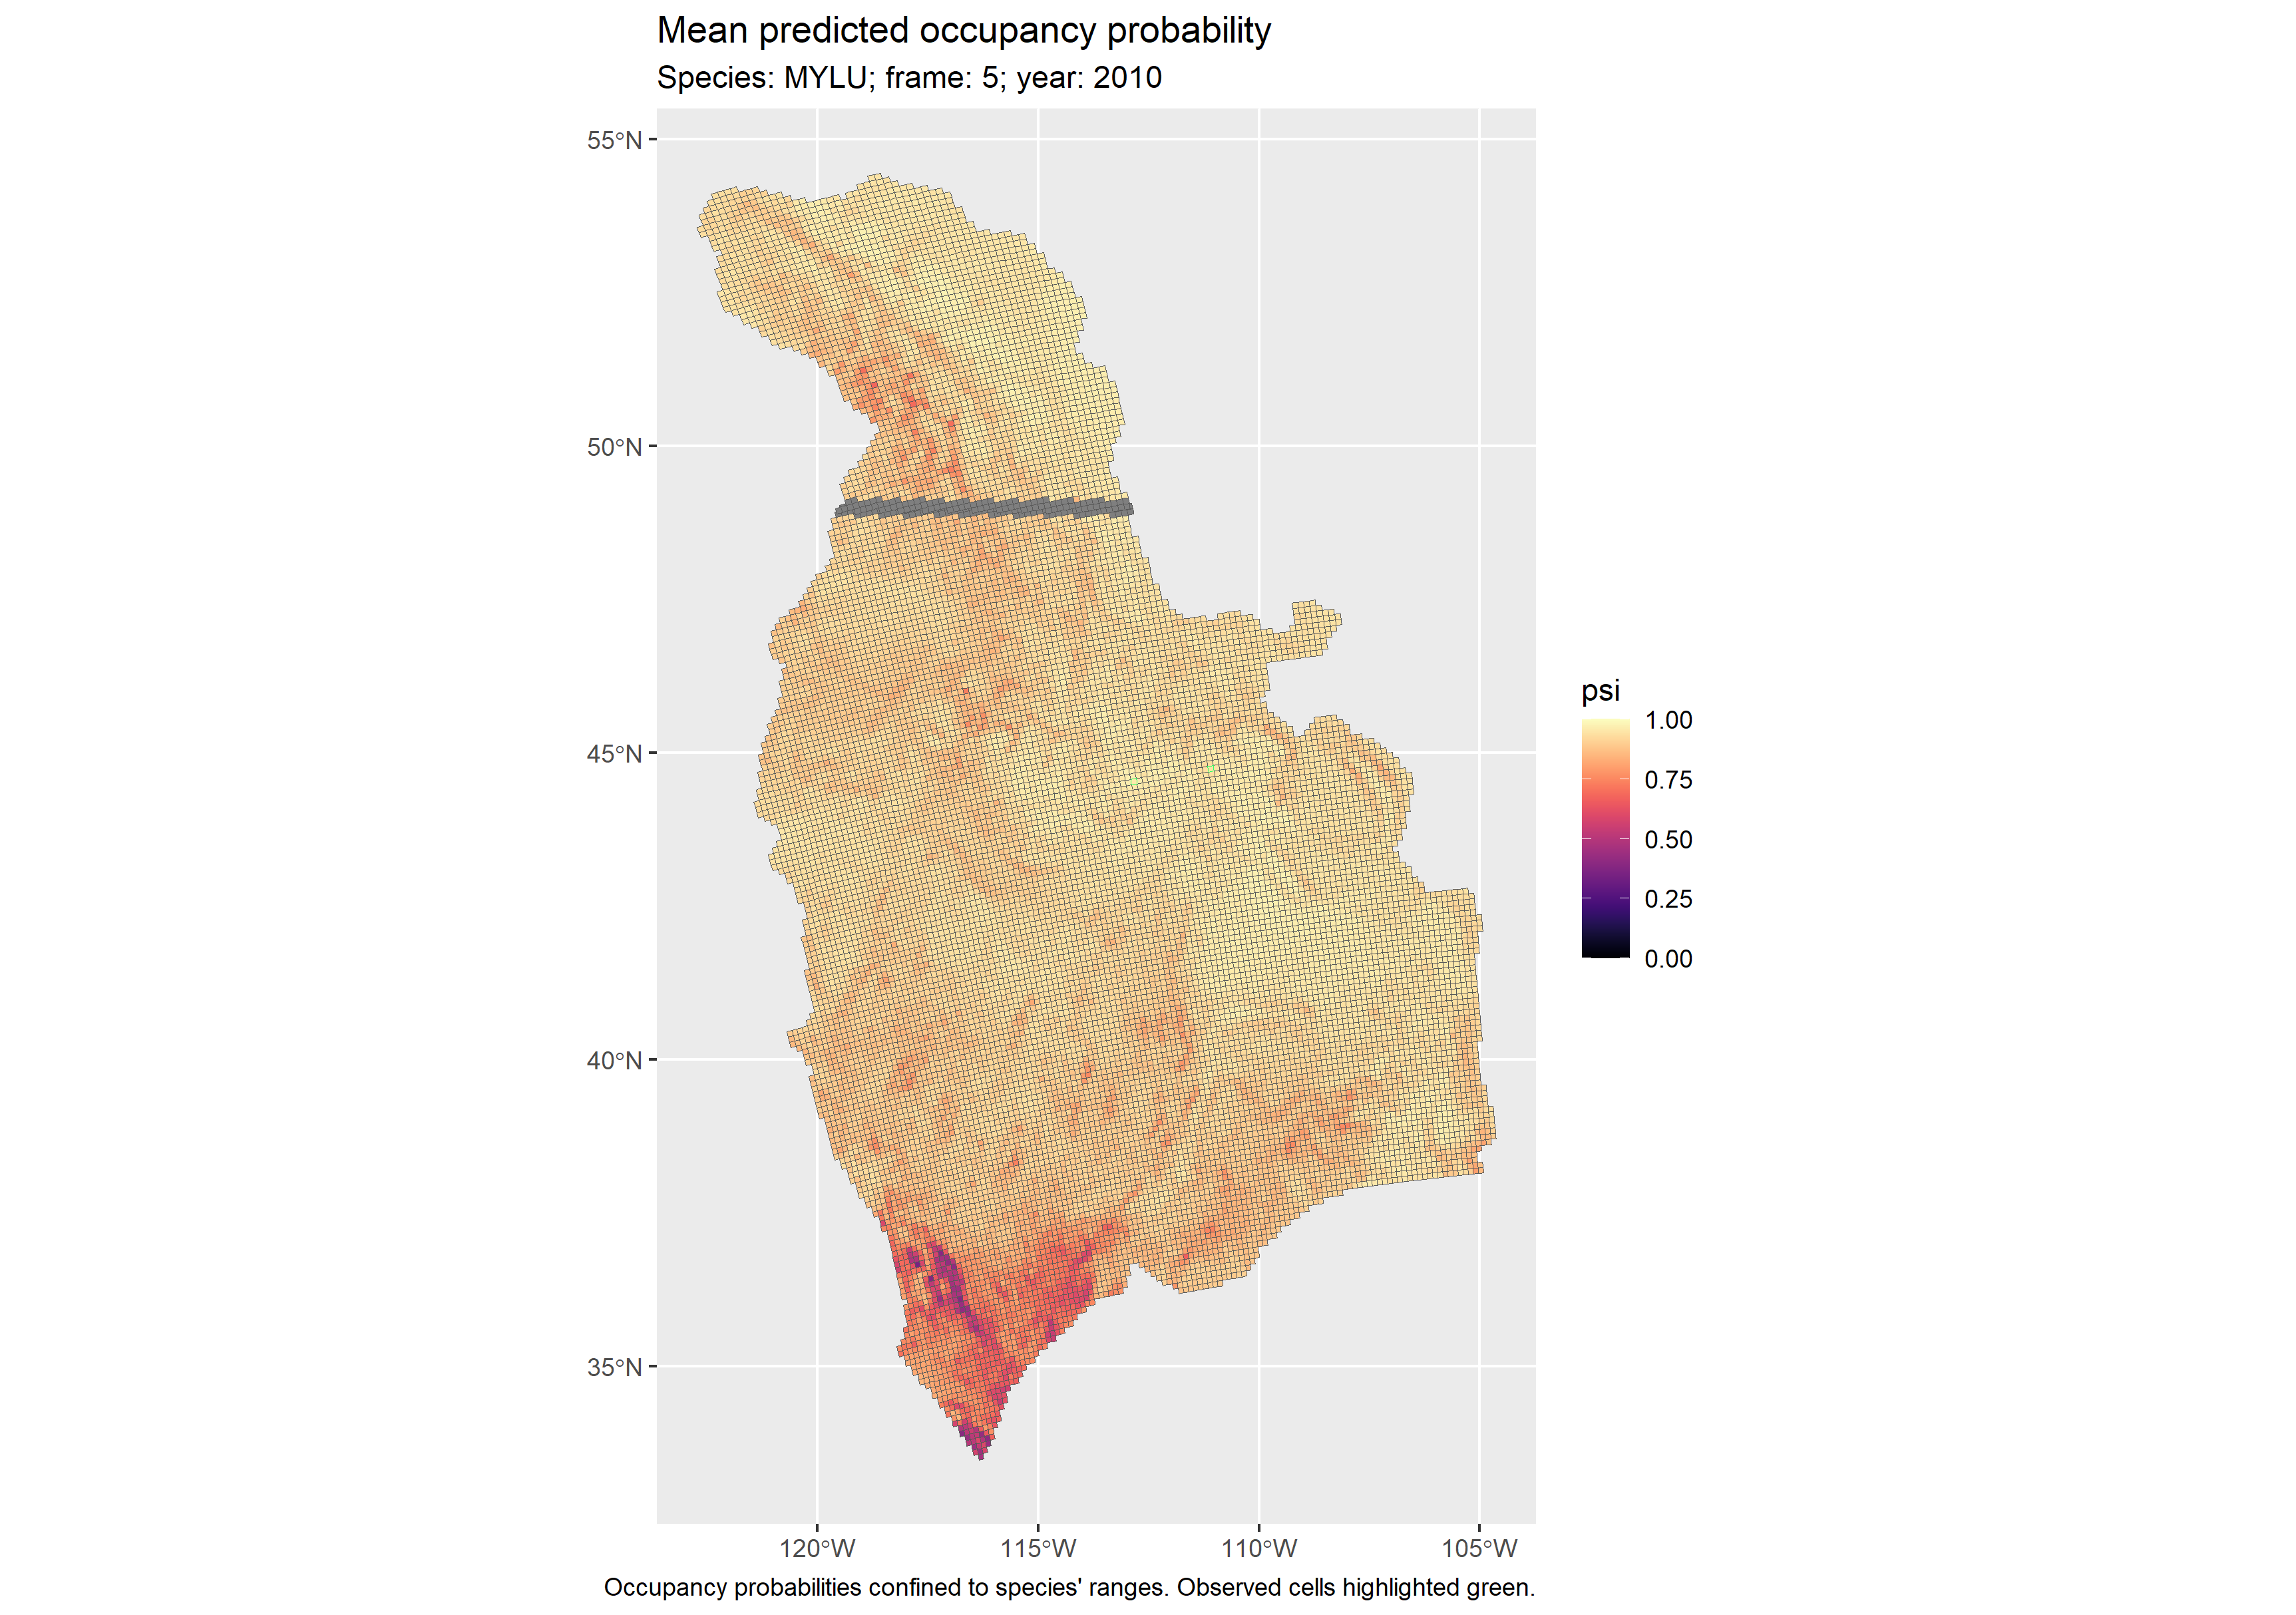 Mean predicted occupancy probability
Species: MYLU; frame: 5; year: 2010
55°N
50°N
45°N
40°N
35°N
120°W
115°W
110°W
105°W
psi
1.00
0.75
0.50
0.25
0.00
Occupancy probabilities confined to species' ranges. Observed cells highlighted green.